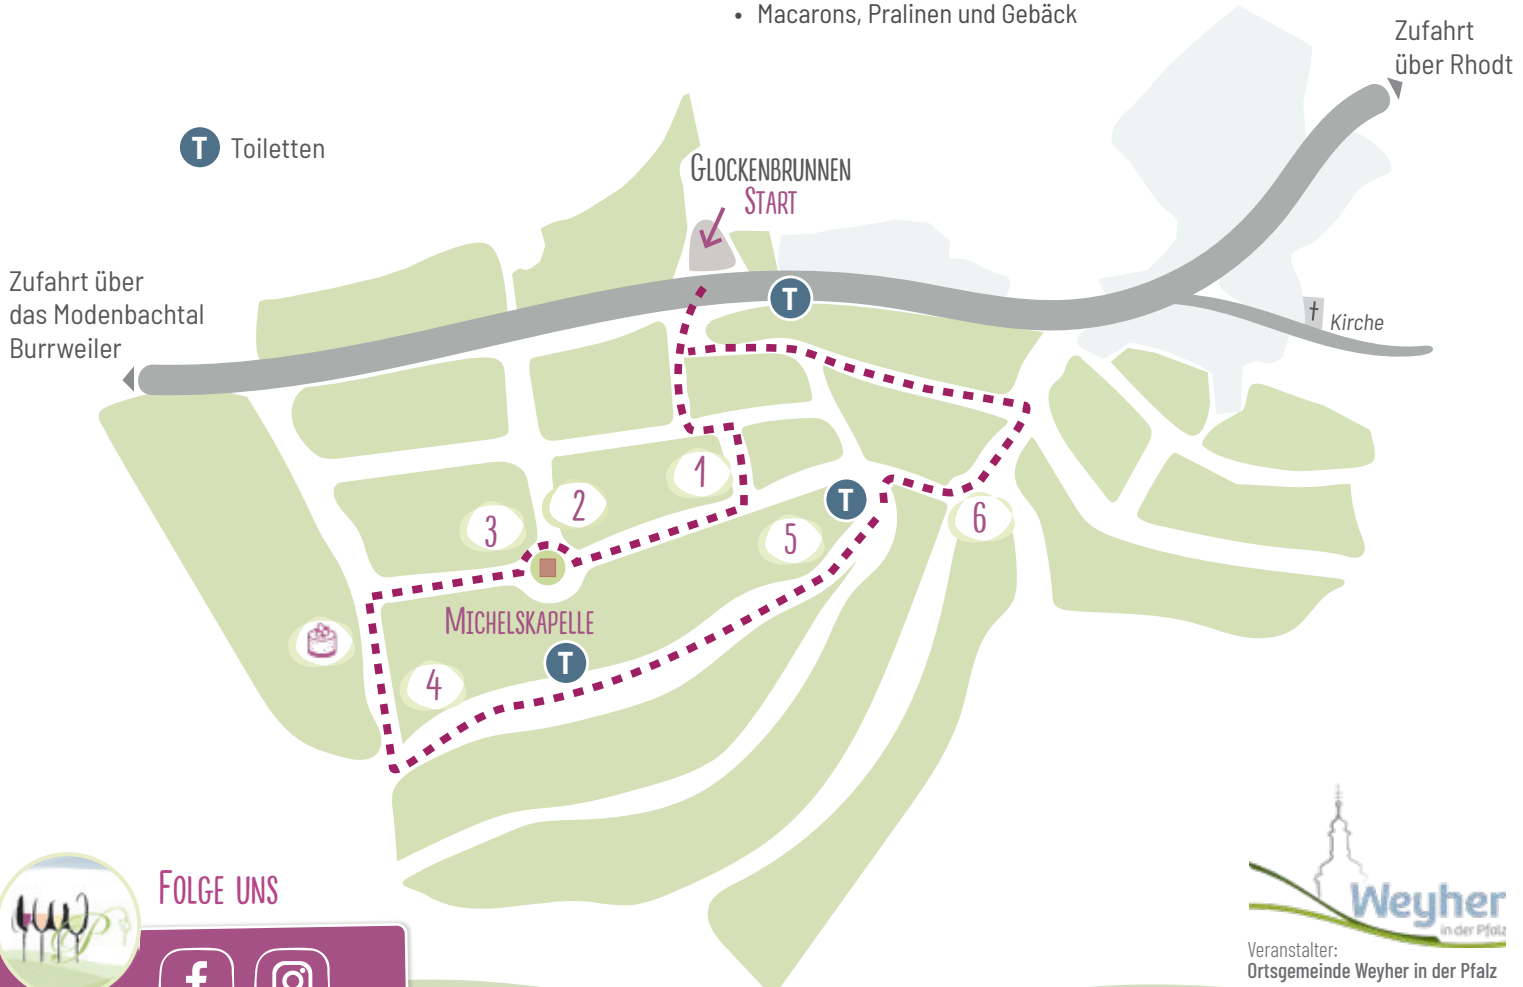 • Macarons, Pralinen und Gebäck
Zufahrt
über Rhodt
T Toiletten
GLOCKENBRUNNEN
START
Zufahrt über
das Modenbachtal
Burrweiler
T
† Kirche
1
2
3
T
5
6
MICHELSKAPELLE
T
4
FOLGE UNS
P
f
Weyher
in der Pfalz
Veranstalter:
Ortsgemeinde Weyher in der Pfalz